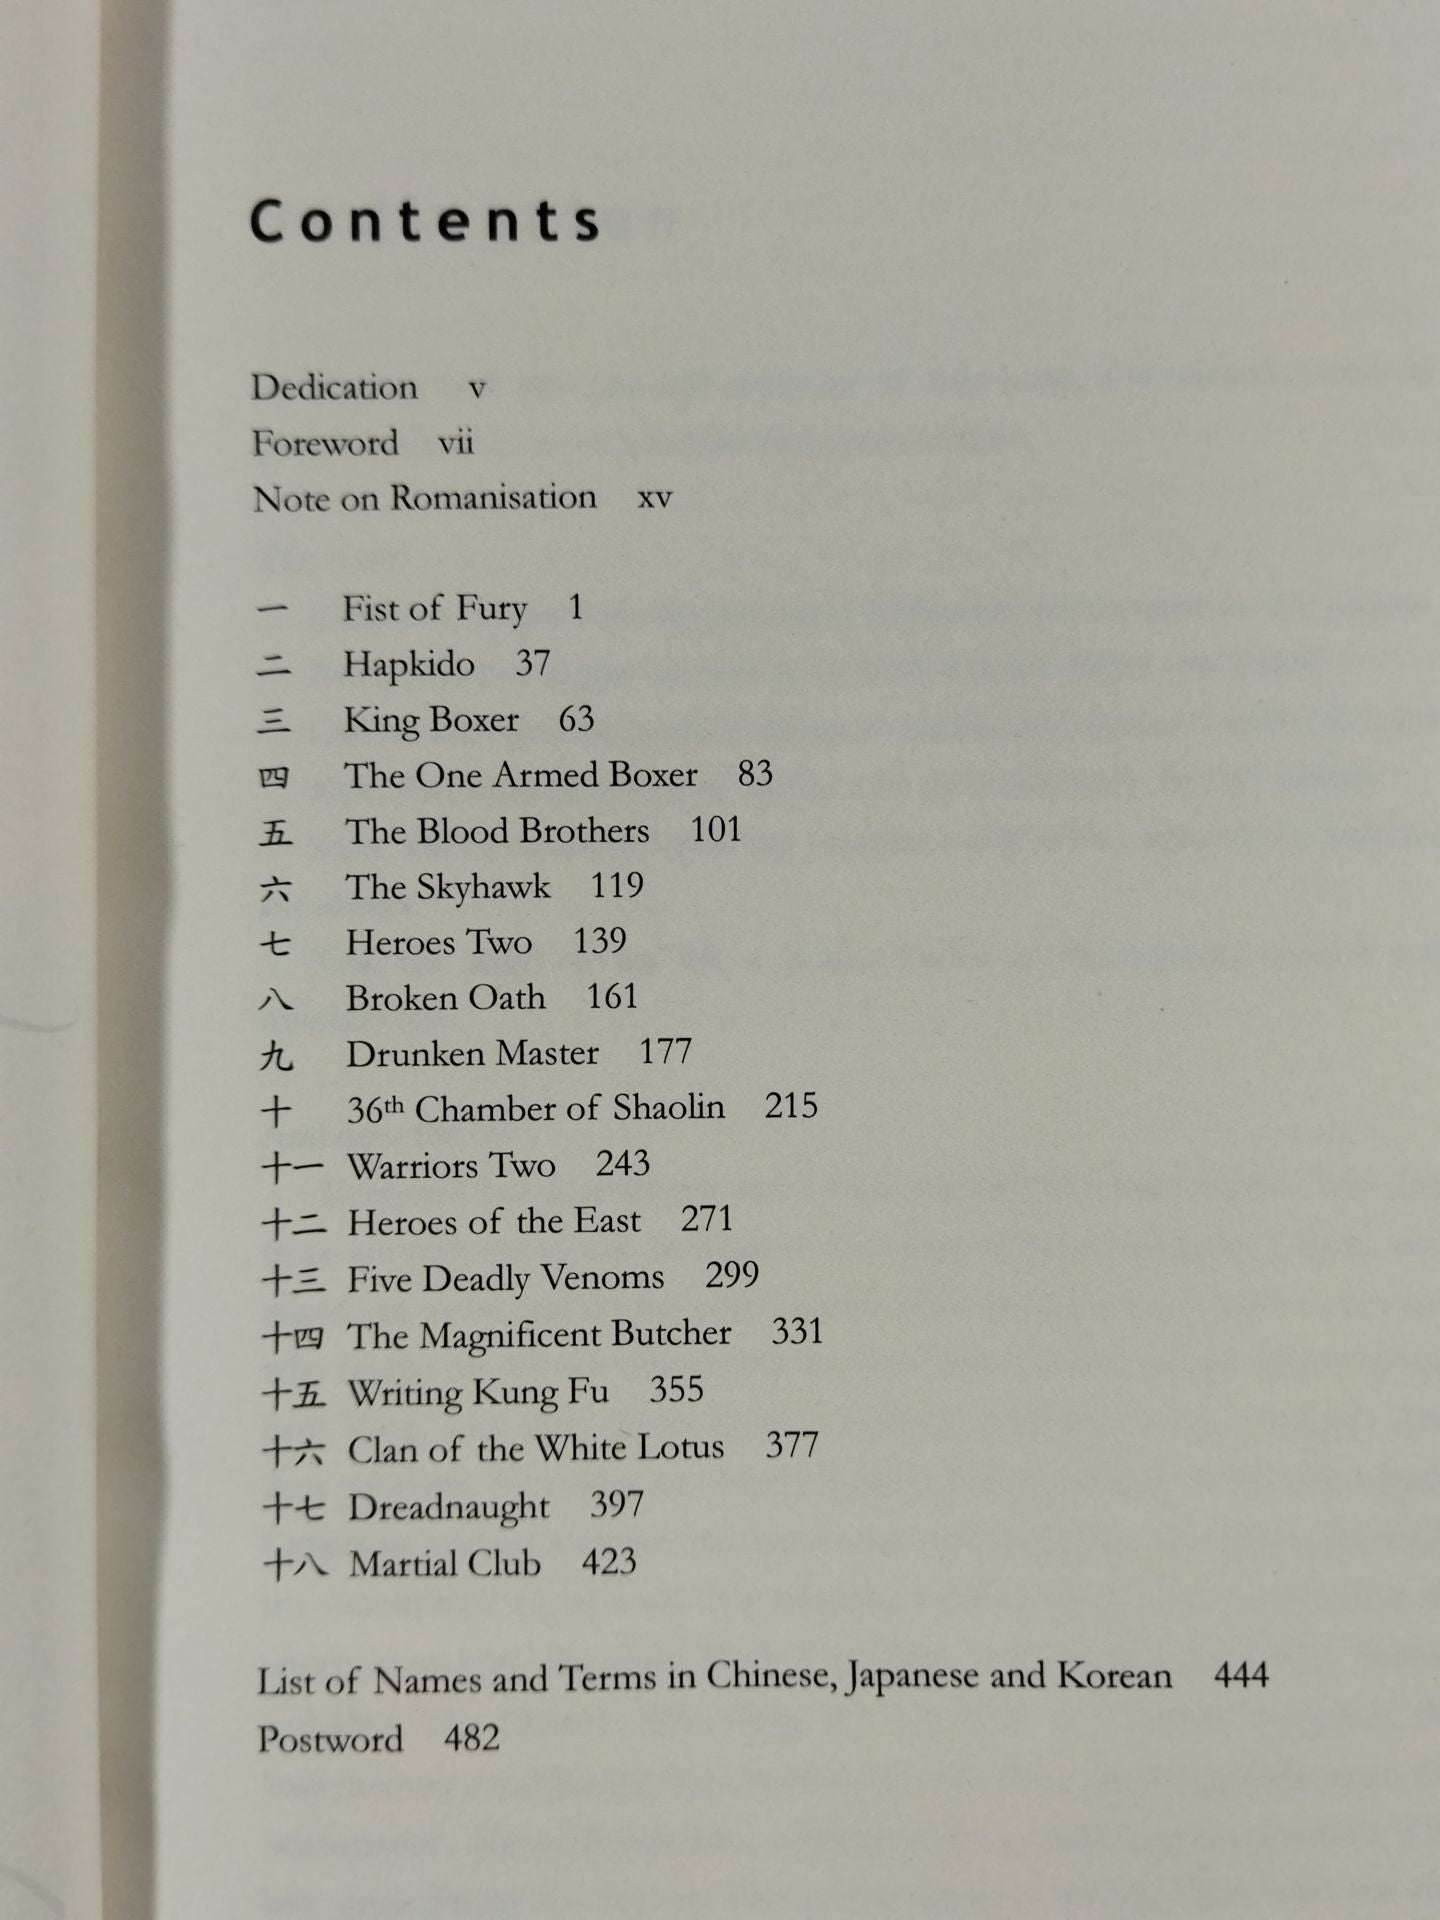 Contents
Dedication v
Foreword vii
Note on Romanisation xv
一 Fist of Fury 1
二 Hapkido 37
三 King Boxer 63
四 The One Armed Boxer 83
五 The Blood Brothers 101
六 The Skyhawk 119
七 Heroes Two 139
八 Broken Oath 161
九 Drunken Master 177
十 36th Chamber of Shaolin 215
十一 Warriors Two 243
十二 Heroes of the East 271
十三 Five Deadly Venoms 299
十四 The Magnificent Butcher 331
十五 Writing Kung Fu 355
十六 Clan of the White Lotus 377
十七 Dreadnaught 397
十八 Martial Club 423
List of Names and Terms in Chinese, Japanese and Korean 444
Postword 482